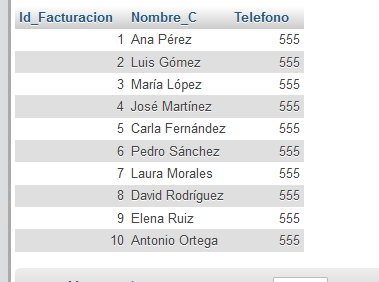 Id_Facturacion Nombre_C Telefono
1 Ana Pérez 555
2 Luis Gómez 555
3 María López 555
4 José Martínez 555
5 Carla Fernández 555
6 Pedro Sánchez 555
7 Laura Morales 555
8 David Rodríguez 555
9 Elena Ruiz 555
10 Antonio Ortega 555